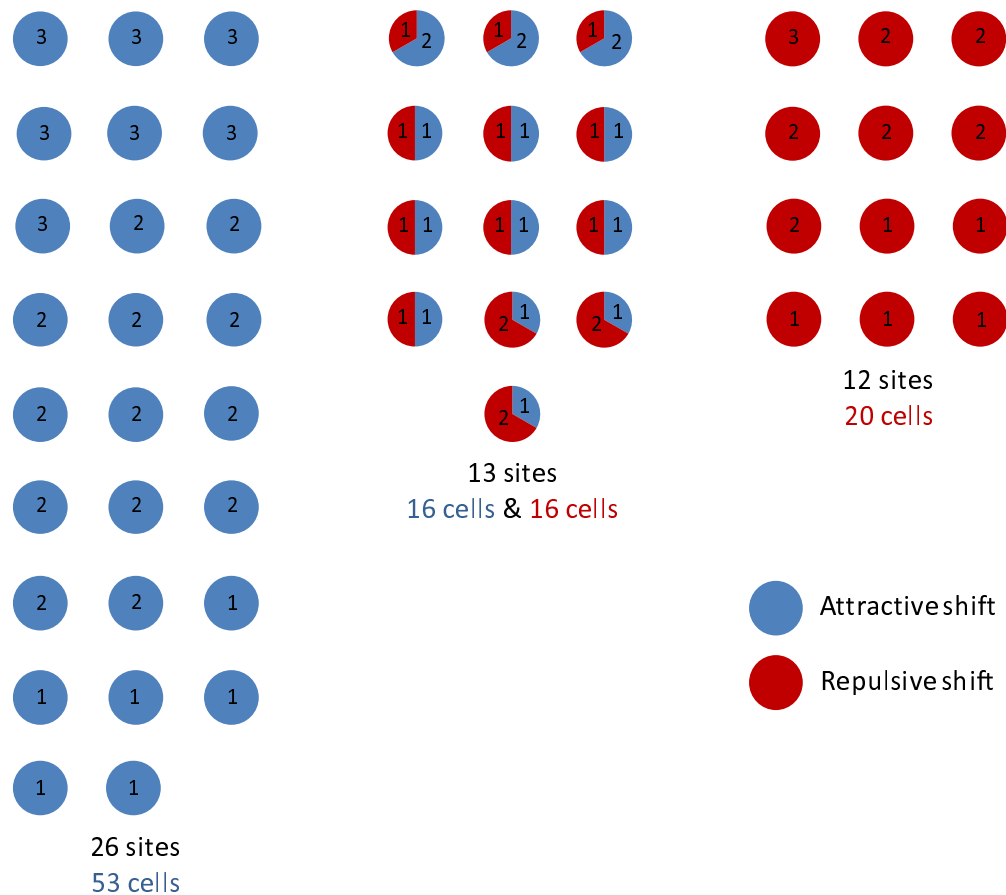 3 3 3
3 3 3
3 2 2
2 2 2
2 2 2
2 2 2
2 2 1
1 1 1
1 1
26 sites
53 cells
1 2 1 2 1 2
1 1 1 1 1 1
1 1 1 1 1 1
1 1 2 1 2 1
2 1
13 sites
16 cells & 16 cells
3 2 2
2 2 2
2 1 1
1 1 1
12 sites
20 cells
Attractive shift
Repulsive shift